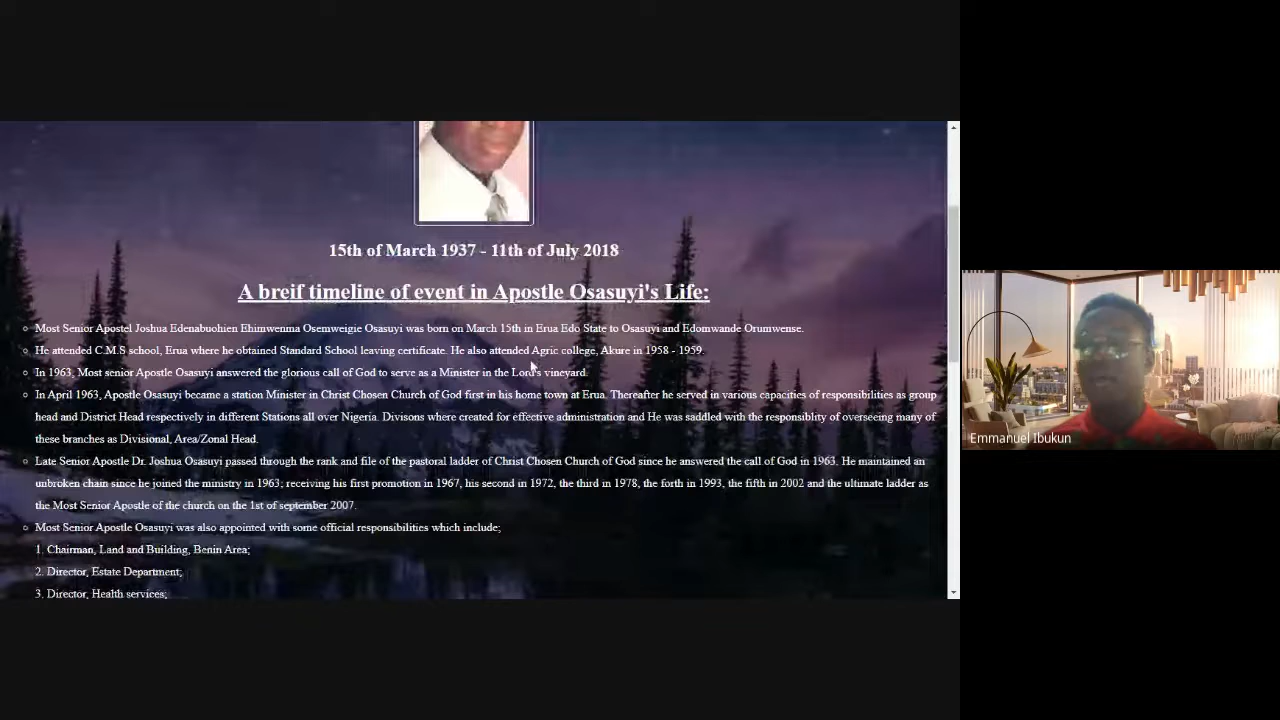 15th of March 1937 - 11th of July 2018
A breif timeline of event in Apostle Osasuyi's Life:
Most Senior Apostel Joshua Edenabuohien Ehimwenma Osemweigie Osasuyi was born on March 15th in Erua Edo State to Osasuyi and Edomwande Orumwense.
He attended C.M.S school, Erua where he obtained Standard School leaving certificate. He also attended Agric college, Akure in 1958 - 1959.
In 1963, Most senior Apostle Osasuyi answered the glorious call of God to serve as a Minister in the Lord's vineyard.
In April 1963, Apostle Osasuyi became a station Minister in Christ Chosen Church of God first in his home town at Erua. Thereafter he served in various capacities of responsibilities as group
head and District Head respectively in different Stations all over Nigeria. Divisons where created for effective administration and He was saddled with the responsiblity of overseeing many of
these branches as Divisional, Area/Zonal Head.
Late Senior Apostle Dr. Joshua Osasuyi passed through the rank and file of the pastoral ladder of Christ Chosen Church of God since he answered the call of God in 1963. He maintained an
unbroken chain since he joined the ministry in 1963; receiving his first promotion in 1967, his second in 1972, the third in 1978, the forth in 1993, the fifth in 2002 and the ultimate ladder as
the Most Senior Apostle of the church on the 1st of september 2007.
Most Senior Apostle Osasuyi was also appointed with some official responsibilities which include;
1. Chairman, Land and Building, Benin Area;
2. Director, Estate Department;
3. Director, Health services;
Emmanuel Ibukun